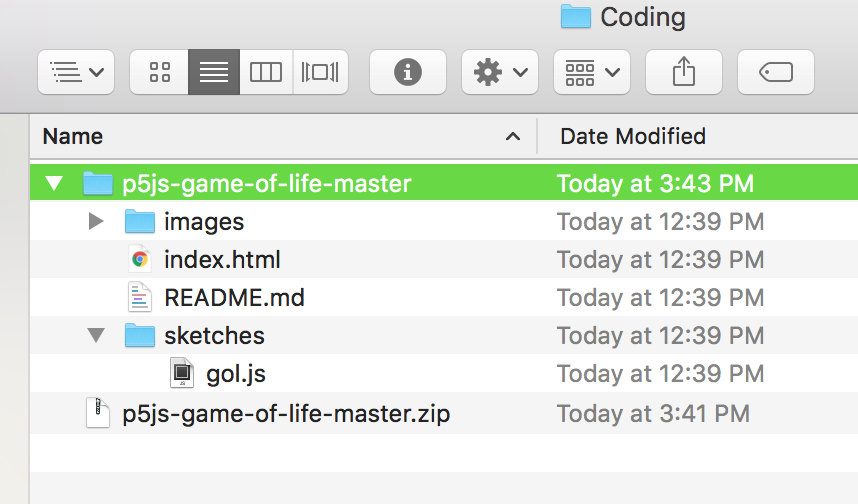 Coding
Name Date Modified
p5js-game-of-life-master Today at 3:43 PM
images Today at 12:39 PM
index.html Today at 12:39 PM
README.md Today at 12:39 PM
sketches Today at 12:39 PM
gol.js Today at 12:39 PM
p5js-game-of-life-master.zip Today at 3:41 PM